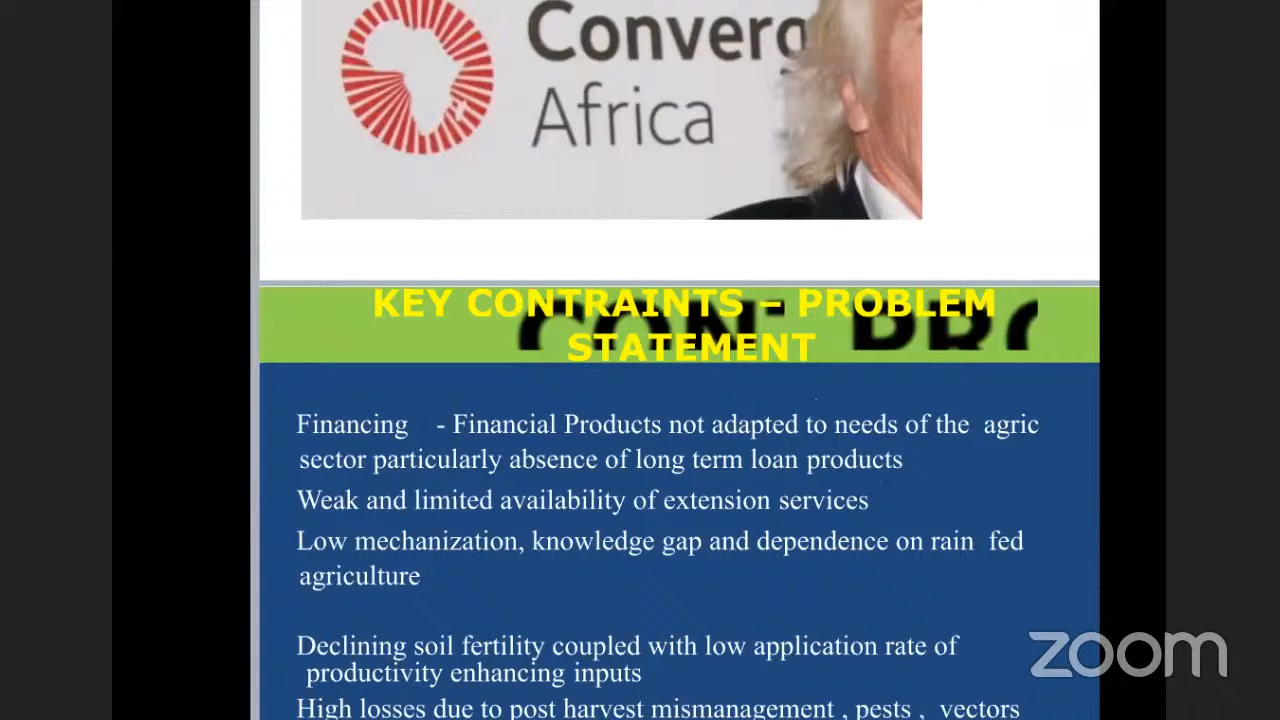 Converg
Africa
KEY CONTRAINTS – PROBLEM
STATEMENT
Financing - Financial Products not adapted to needs of the agric
sector particularly absence of long term loan products
Weak and limited availability of extension services
Low mechanization, knowledge gap and dependence on rain fed
agriculture
Declining soil fertility coupled with low application rate of
productivity enhancing inputs
High losses due to post harvest mismanagement , pests , vectors
zoom